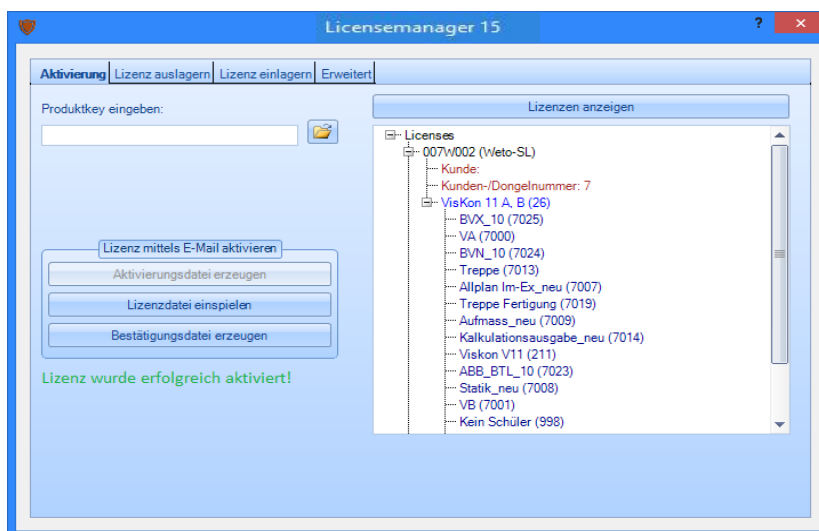 Licensemanager 15
?
Aktivierung Lizenz auslagern Lizenz einlagern Erweitert
Produktkey eingeben:
Lizenz mittels E-Mail aktivieren
Aktivierungsdatei erzeugen
Lizenzdatei einspielen
Bestätigungsdatei erzeugen
Lizenz wurde erfolgreich aktiviert!
Lizenzen anzeigen
Licenses
007W002 (Weto-SL)
Kunde:
Kunden-/Dongelnummer: 7
VisKon 11 A, B (26)
BVX_10 (7025)
VA (7000)
BVN_10 (7024)
Treppe (7013)
Allplan Im-Ex_neu (7007)
Treppe Fertigung (7019)
Aufmass_neu (7009)
Kalkulationsausgabe_neu (7014)
Viskon V11 (211)
ABB_BTL_10 (7023)
Statik_neu (7008)
VB (7001)
Kein Schüler (998)